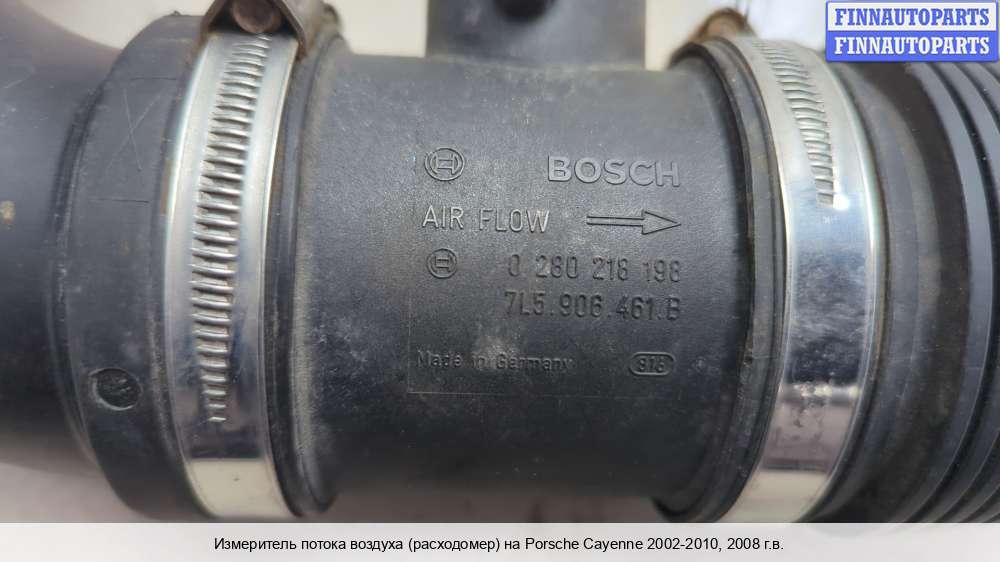 FINNAUTOPARTS
FINNAUTOPARTS
BOSCH
AIR FLOW
0 280 218 198
7L5.906.461.B
Made in Germany
Измеритель потока воздуха (расходомер) на Porsche Cayenne 2002-2010, 2008 г.в.